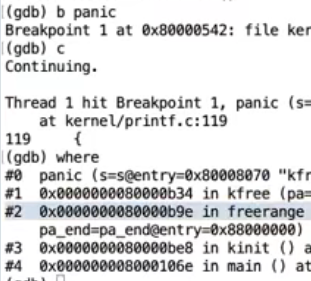 (gdb) b panic
Breakpoint 1 at 0x80000542: file ker
(gdb) c
Continuing.
Thread 1 hit Breakpoint 1, panic (s=
at kernel/printf.c:119
119 {
(gdb) where
#0 panic (s=s@entry=0x80008070 "kfr
#1 0x0000000080000b34 in kfree (pa=
#2 0x0000000080000b9e in freerange
pa_end=pa_end@entry=0x88000000)
#3 0x0000000080000be8 in kinit () a
#4 0x000000008000106e in main () at